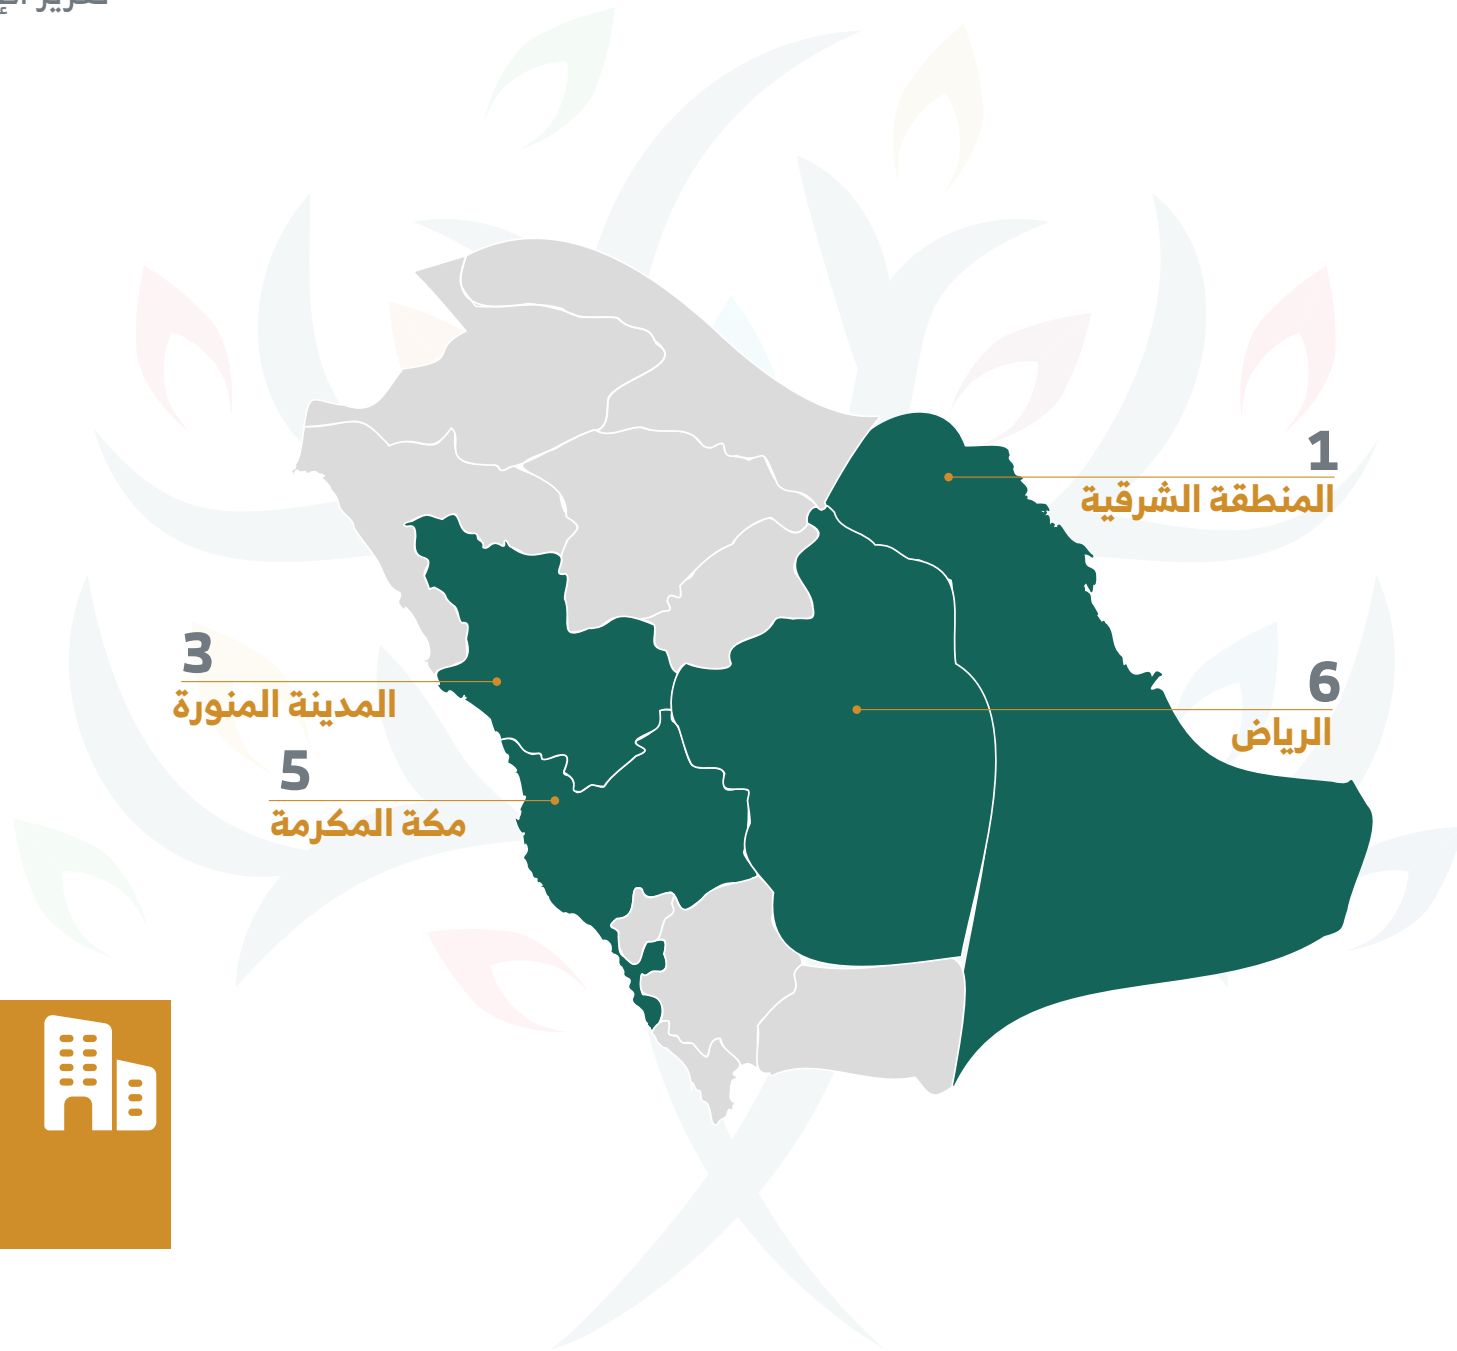 1
المنطقة الشرقية
3
المدينة المنورة
6
الرياض
5
مكة المكرمة